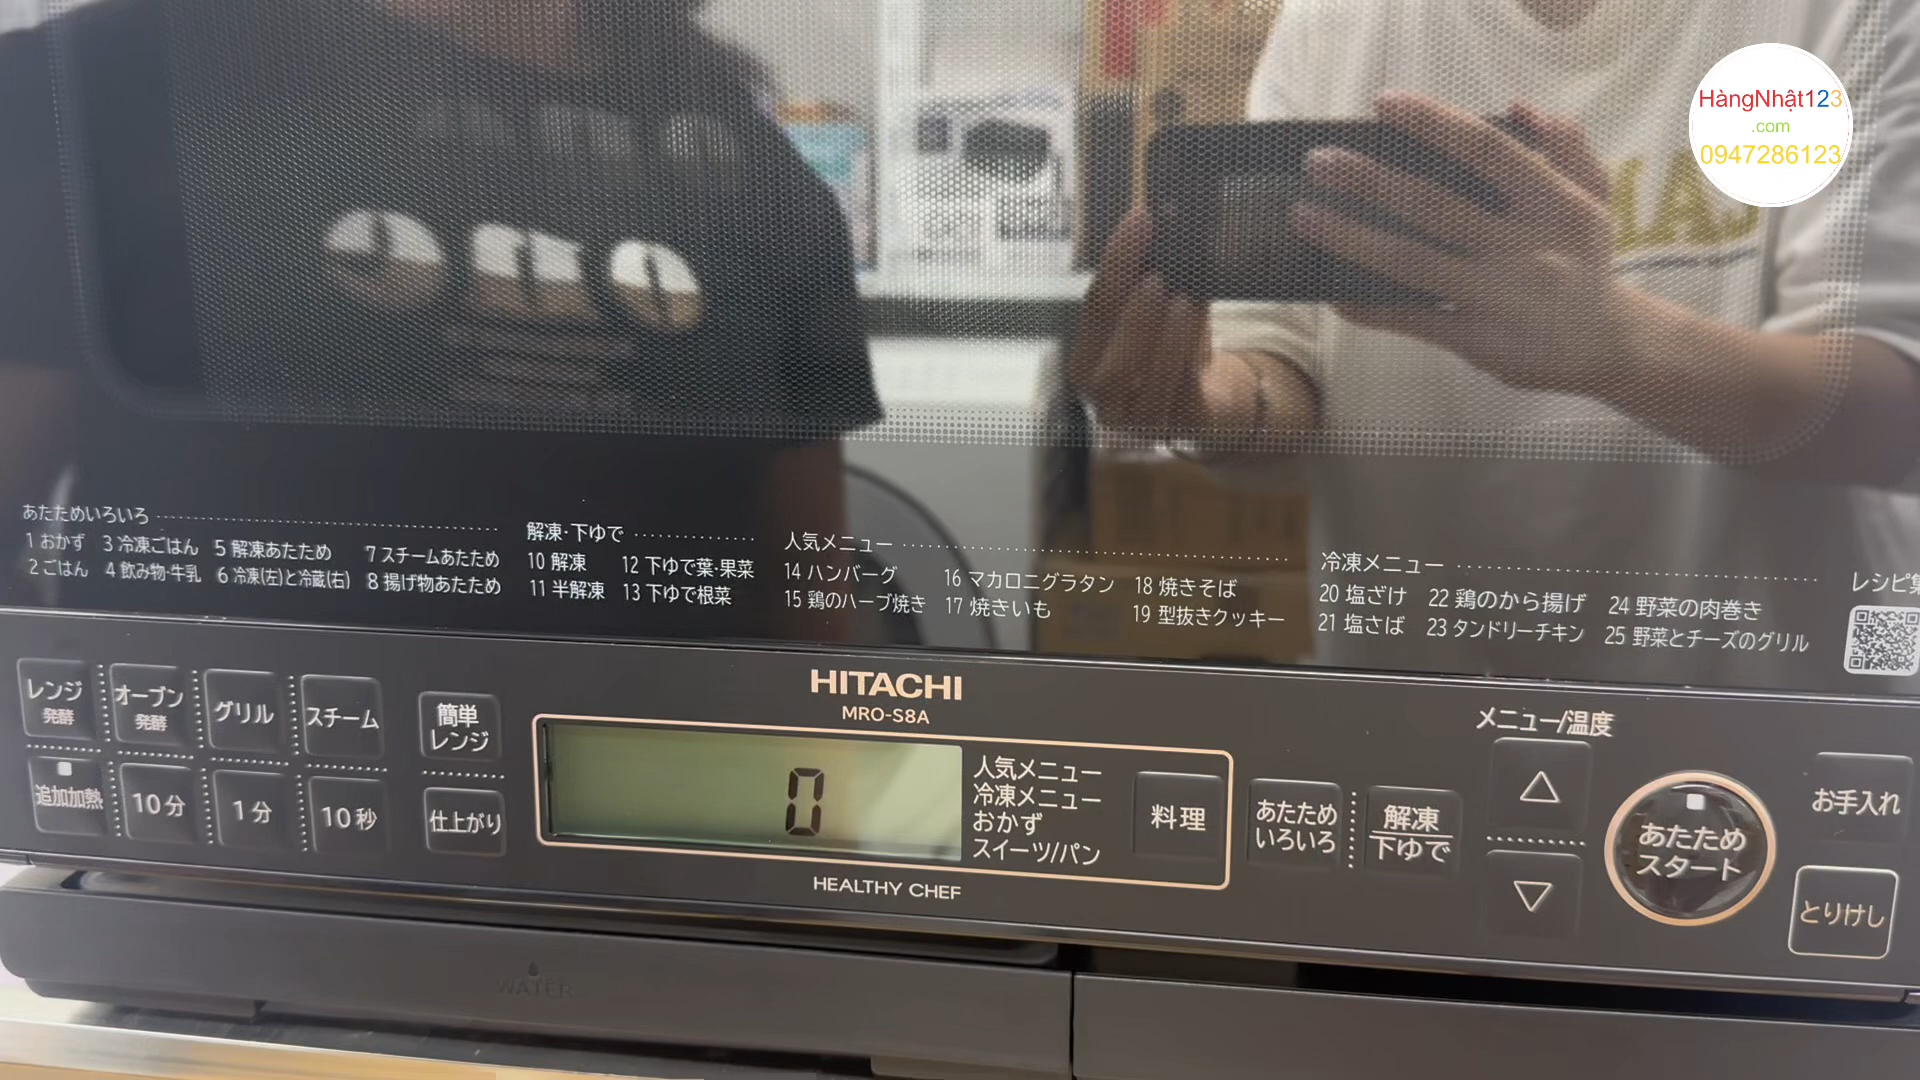 HàngNhật123
.com
0947286123
あたためいろいろ
1 おかず 3 冷凍ごはん 5 解凍あたため 7 スチームあたため
2 ごはん 4 飲み物・牛乳 6 冷凍(左)と冷蔵(右) 8 揚げ物あたため
解凍・下ゆで
10 解凍 12 下ゆで葉・果菜
11 半解凍 13 下ゆで根菜
人気メニュー
14 ハンバーグ 16 マカロニグラタン 18 焼きそば
15 鶏のハーブ焼き 17 焼きいも 19 型抜きクッキー
冷凍メニュー
20 塩ざけ 22 鶏のから揚げ 24 野菜の肉巻き
21 塩さば 23 タンドリーチキン 25 野菜とチーズのグリル
レシピ集
レンジ
発酵
オーブン
発酵
グリル
スチーム
簡単
レンジ
追加加熱
10分
1分
10秒
仕上がり
HITACHI
MRO-S8A
0
人気メニュー
冷凍メニュー
おかず
スイーツ/パン
料理
HEALTHY CHEF
あたため
いろいろ
解凍
下ゆで
メニュー/温度
あたため
スタート
お手入れ
とりけし
WATER